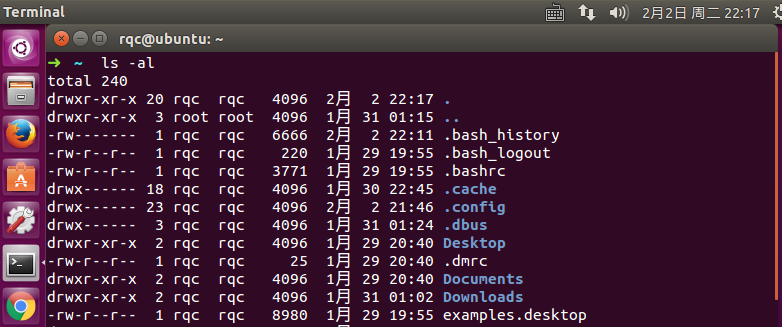 Terminal 2月2日 周二 22:17
rqc@ubuntu: ~
➜  ~  ls -al
total 240
drwxr-xr-x 20 rqc  rqc   4096  2月   2 22:17 .
drwxr-xr-x  3 root root  4096  1月  31 01:15 ..
-rw-------  1 rqc  rqc   6666  2月   2 22:11 .bash_history
-rw-r--r--  1 rqc  rqc    220  1月  29 19:55 .bash_logout
-rw-r--r--  1 rqc  rqc   3771  1月  29 19:55 .bashrc
drwx------ 18 rqc  rqc   4096  1月  30 22:45 .cache
drwx------ 23 rqc  rqc   4096  2月   2 21:46 .config
drwx------  3 rqc  rqc   4096  1月  31 01:24 .dbus
drwxr-xr-x  2 rqc  rqc   4096  1月  29 20:40 Desktop
-rw-r--r--  1 rqc  rqc     25  1月  29 20:40 .dmrc
drwxr-xr-x  2 rqc  rqc   4096  1月  29 20:40 Documents
drwxr-xr-x  2 rqc  rqc   4096  1月  31 01:02 Downloads
-rw-r--r--  1 rqc  rqc   8980  1月  29 19:55 examples.desktop